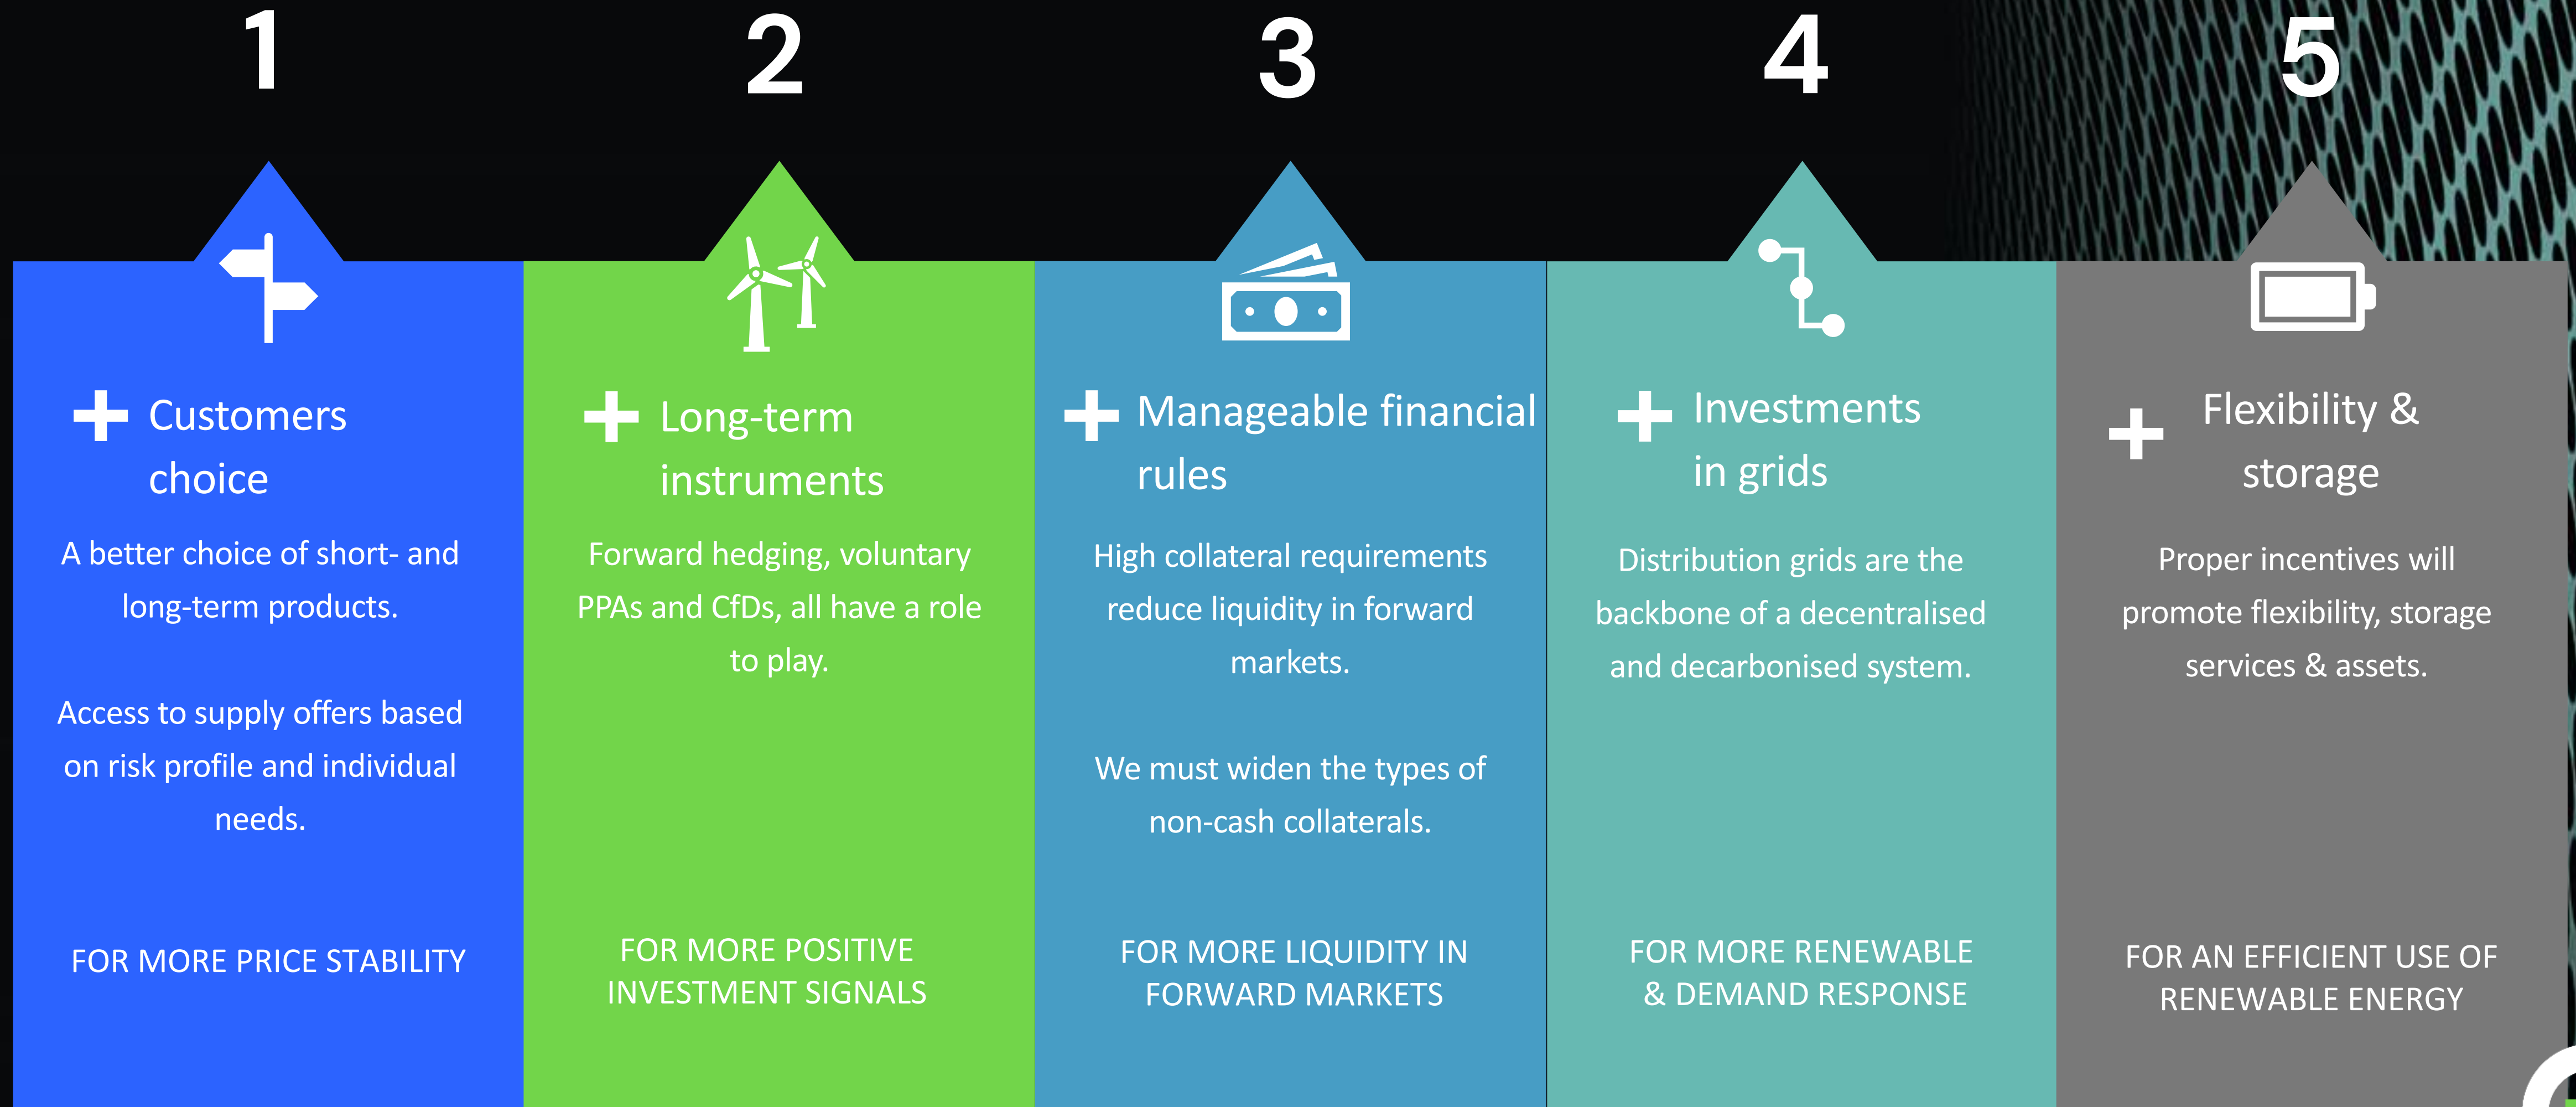 1
+ Customers
choice
A better choice of short- and
long-term products.
Access to supply offers based
on risk profile and individual
needs.
FOR MORE PRICE STABILITY
2
+ Long-term
instruments
Forward hedging, voluntary
PPAs and CfDs, all have a role
to play.
FOR MORE POSITIVE
INVESTMENT SIGNALS
3
+ Manageable financial
rules
High collateral requirements
reduce liquidity in forward
markets.
We must widen the types of
non-cash collaterals.
FOR MORE LIQUIDITY IN
FORWARD MARKETS
4
+ Investments
in grids
Distribution grids are the
backbone of a decentralised
and decarbonised system.
FOR MORE RENEWABLE
& DEMAND RESPONSE
5
+ Flexibility &
storage
Proper incentives will
promote flexibility, storage
services & assets.
FOR AN EFFICIENT USE OF
RENEWABLE ENERGY